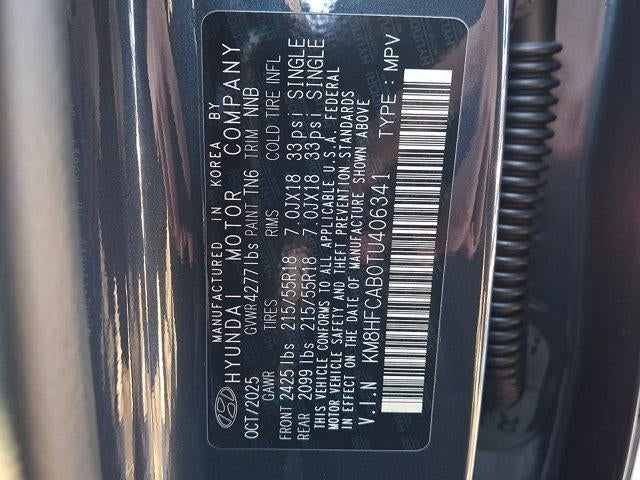 MANUFACTURED IN KOREA BY
HYUNDAI MOTOR COMPANY
OCT/2025 GVWR 4277lbs PAINT TN6 TRIM NNB
GAWR TIRES RIMS COLD TIRE INFL
FRONT 2425 lbs 215/55R18 7.0JX18 33psi SINGLE
REAR 2099 lbs 215/55R18 7.0JX18 33psi SINGLE
THIS VEHICLE CONFORMS TO ALL APPLICABLE U.S.A. FEDERAL
MOTOR VEHICLE SAFETY AND THEFT PREVENTION STANDARDS
IN EFFECT ON THE DATE OF MANUFACTURE SHOWN ABOVE
V.I.N KM8HFCAB0TU406341 TYPE : MPV